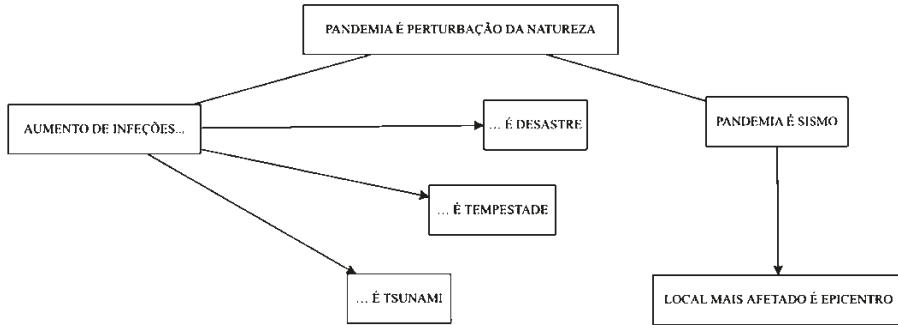 PANDEMIA É PERTURBAÇÃO DA NATUREZA
AUMENTO DE INFEÇÕES...
... É DESASTRE
PANDEMIA É SISMO
... É TEMPESTADE
... É TSUNAMI
LOCAL MAIS AFETADO É EPICENTRO